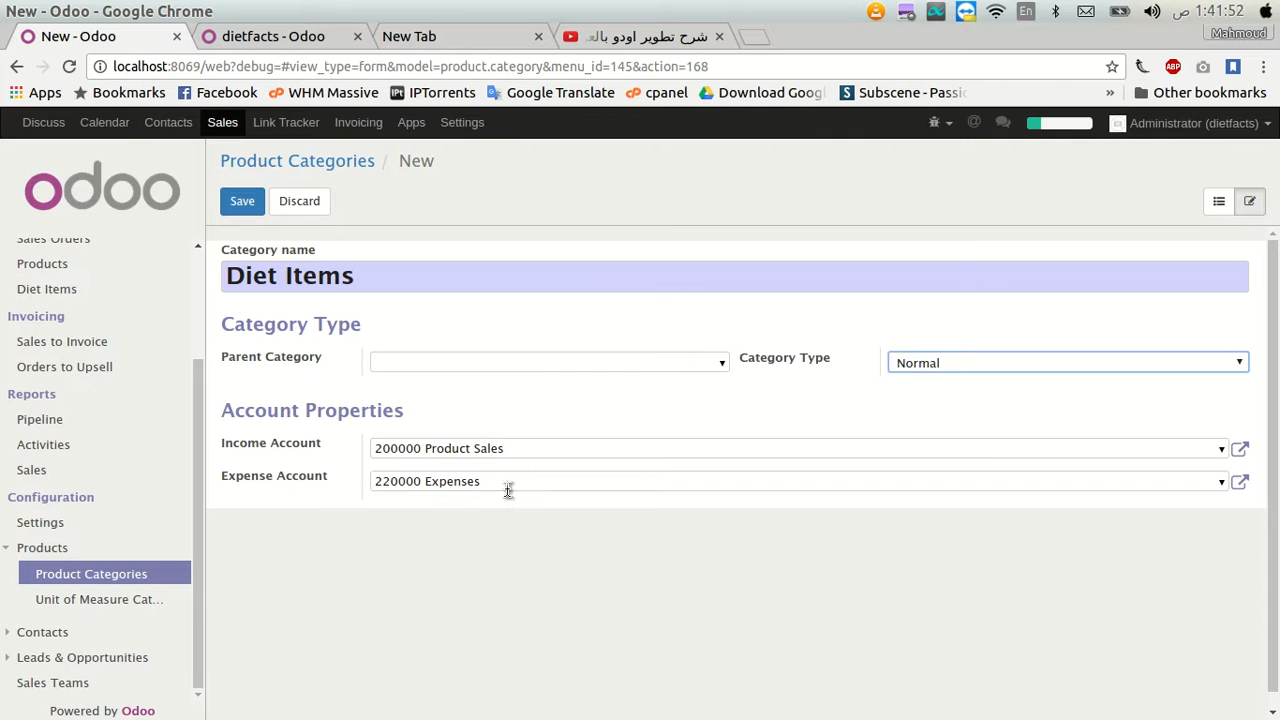 New - Odoo - Google Chrome
En
1:41:52 ص
New - Odoo
dietfacts - Odoo
New Tab
شرح تطوير اودو بالع
Mahmoud
localhost:8069/web?debug=#view_type=form&model=product.category&menu_id=145&action=168
ABP
Apps
Bookmarks
Facebook
WHM Massive
IPTorrents
Google Translate
cpanel
Download Goog
Subscene - Passi
Other bookmarks
Discuss
Calendar
Contacts
Sales
Link Tracker
Invoicing
Apps
Settings
Administrator (dietfacts)
odoo
Product Categories / New
Save
Discard
Sales Orders
Products
Diet Items
Invoicing
Sales to Invoice
Orders to Upsell
Reports
Pipeline
Activities
Sales
Configuration
Settings
Products
Product Categories
Unit of Measure Cat...
Contacts
Leads & Opportunities
Sales Teams
Powered by Odoo
Category name
Diet Items
Category Type
Parent Category
Category Type
Normal
Account Properties
Income Account
200000 Product Sales
Expense Account
220000 Expenses